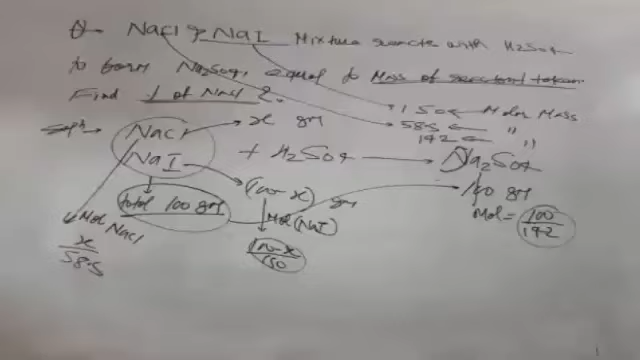 Q- NaCl & NaI Mixture reacts with H2SO4
to form Na2SO4, equal to Mass of reactant taken.
Find % of NaCl ?
150 ← Molar Mass
58.5 ← "
142 ← "
NaCl → x gm
NaI + H2SO4 → Na2SO4
total 100 gm (100-x) gm 100 gm
Mol NaCl Mol (NaI) Mol = 100/142
x/58.5 100-x/150